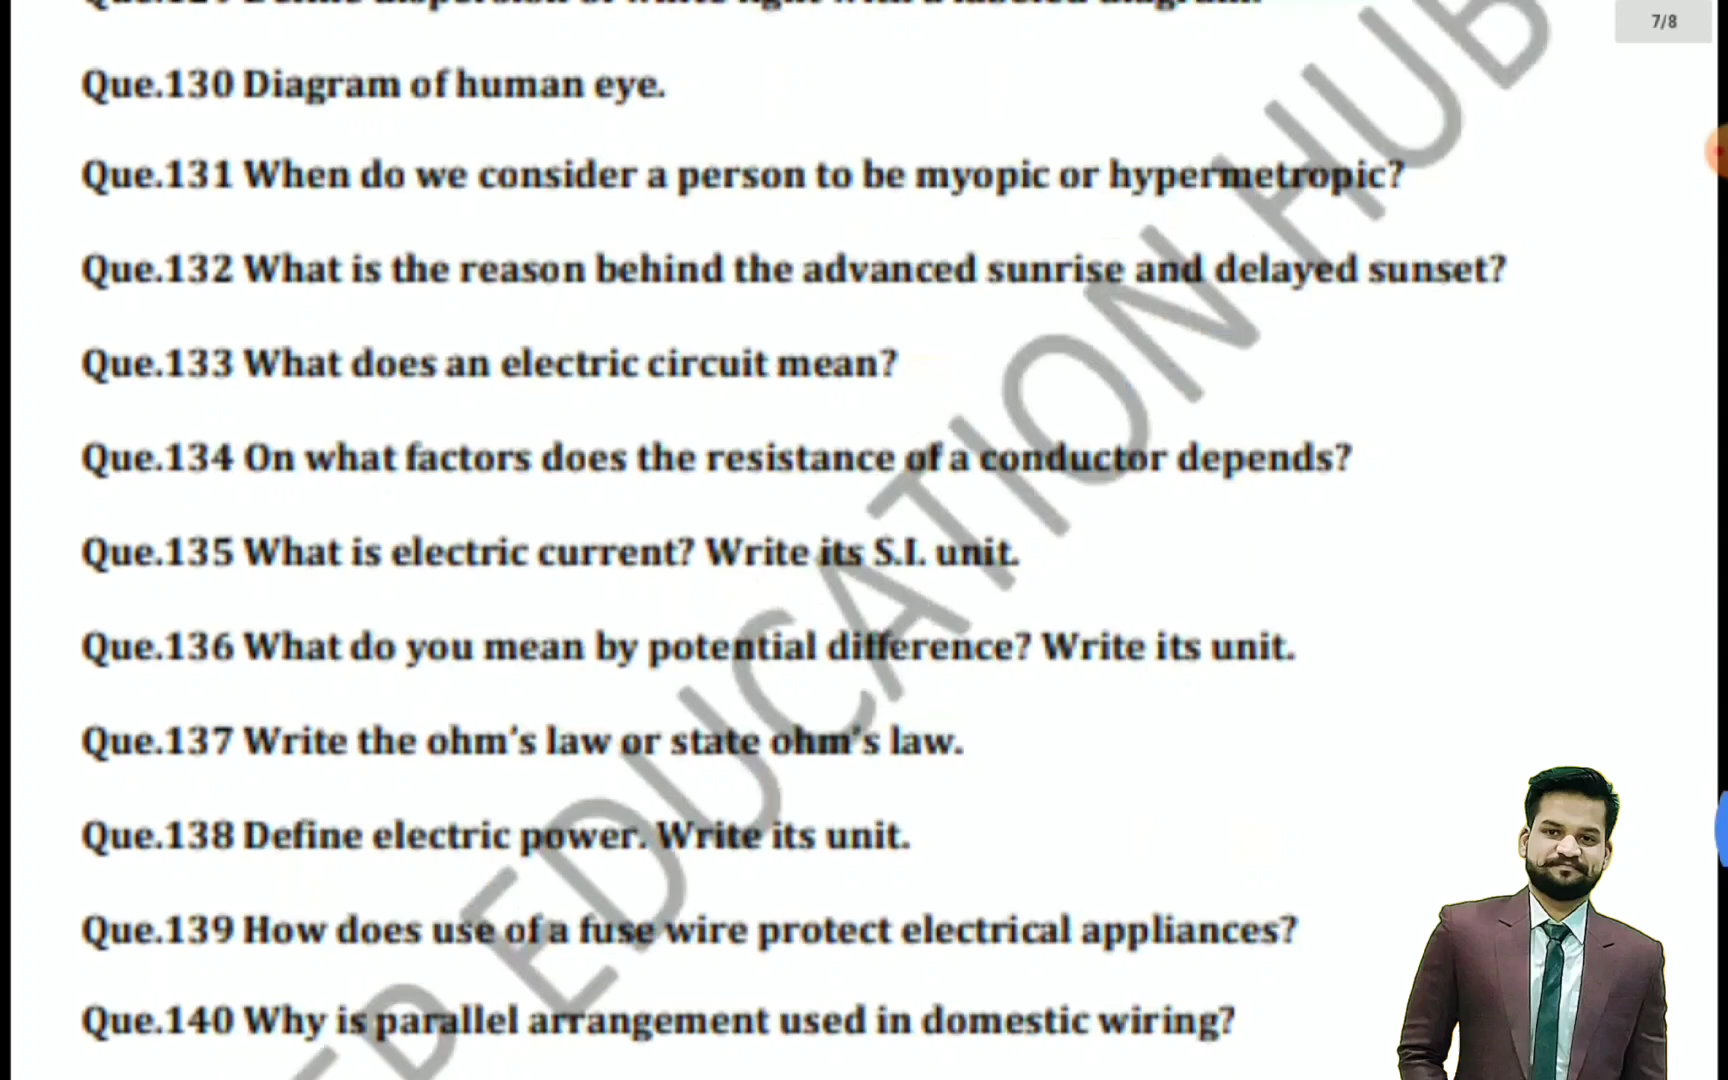 7/8
Que.130 Diagram of human eye.
Que.131 When do we consider a person to be myopic or hypermetropic?
Que.132 What is the reason behind the advanced sunrise and delayed sunset?
Que.133 What does an electric circuit mean?
Que.134 On what factors does the resistance of a conductor depends?
Que.135 What is electric current? Write its S.I. unit.
Que.136 What do you mean by potential difference? Write its unit.
Que.137 Write the ohm's law or state ohm's law.
Que.138 Define electric power. Write its unit.
Que.139 How does use of a fuse wire protect electrical appliances?
Que.140 Why is parallel arrangement used in domestic wiring?
EDUCATION HUB